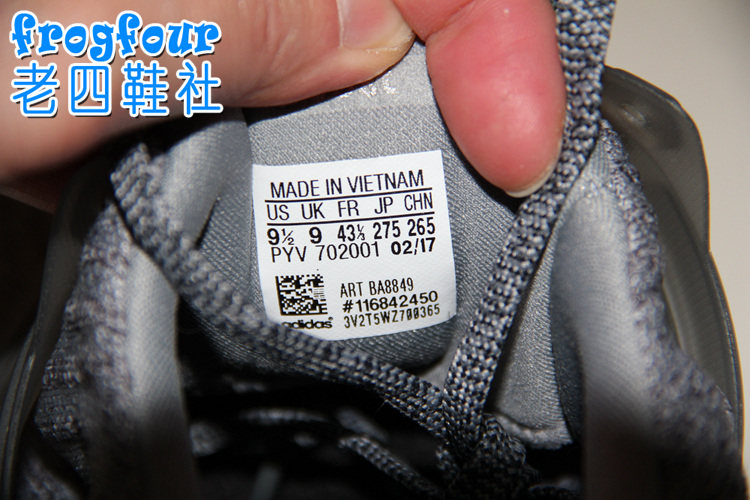 frogfour
老四鞋社
MADE IN VIETNAM
US UK FR JP CHN
9½ 9 43⅓ 275 265
PYV 702001 02/17
ART BA8849
#116842450
adidas 3V2T5WZ700365